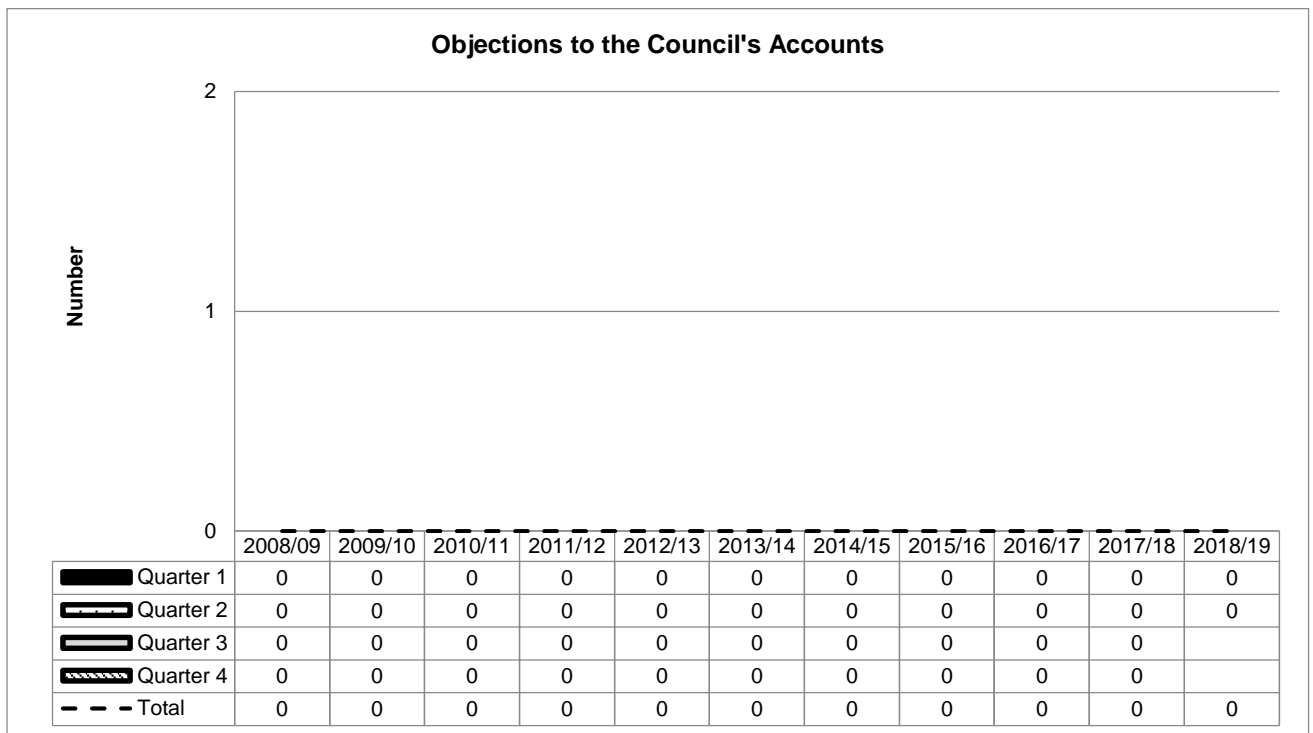 Objections to the Council's Accounts
2
1
0
Number
2008/09 2009/10 2010/11 2011/12 2012/13 2013/14 2014/15 2015/16 2016/17 2017/18 2018/19
Quarter 1 0 0 0 0 0 0 0 0 0 0 0
Quarter 2 0 0 0 0 0 0 0 0 0 0 0
Quarter 3 0 0 0 0 0 0 0 0 0 0
Quarter 4 0 0 0 0 0 0 0 0 0 0
Total 0 0 0 0 0 0 0 0 0 0 0